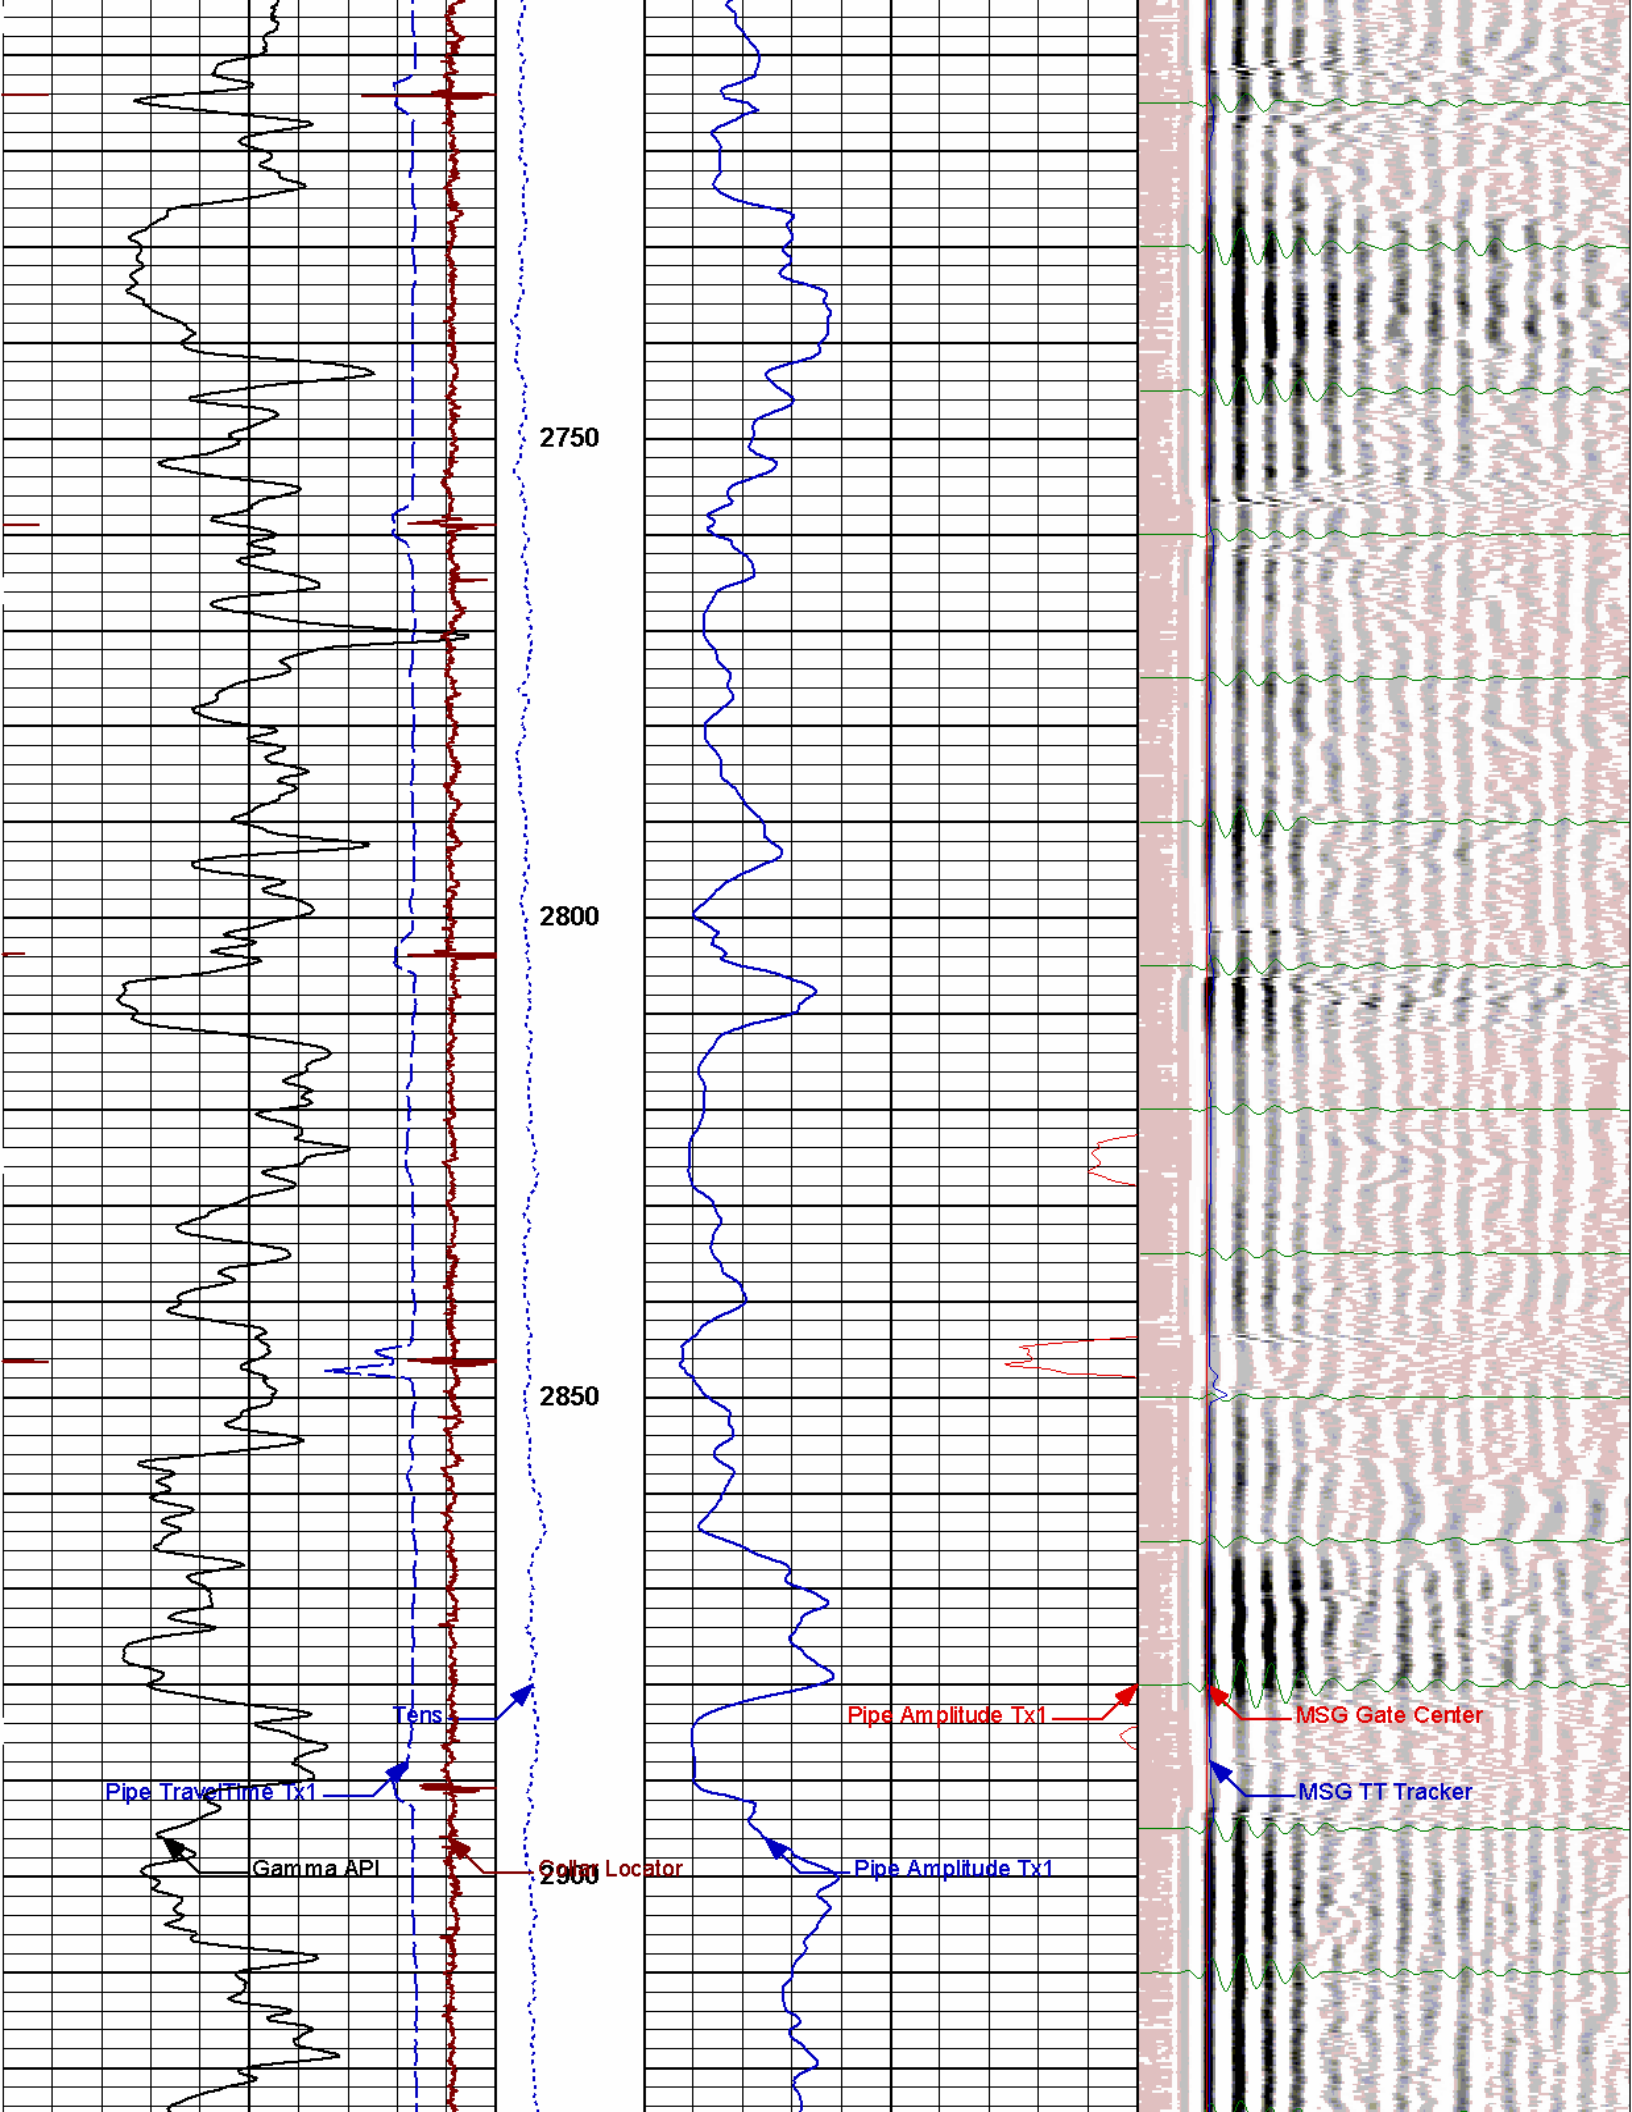 2750
2800
2850
Tens
Pipe Amplitude Tx1
MSG Gate Center
Pipe TravelTime Tx1
MSG TT Tracker
Gamma API
Collar Locator
2900
Pipe Amplitude Tx1